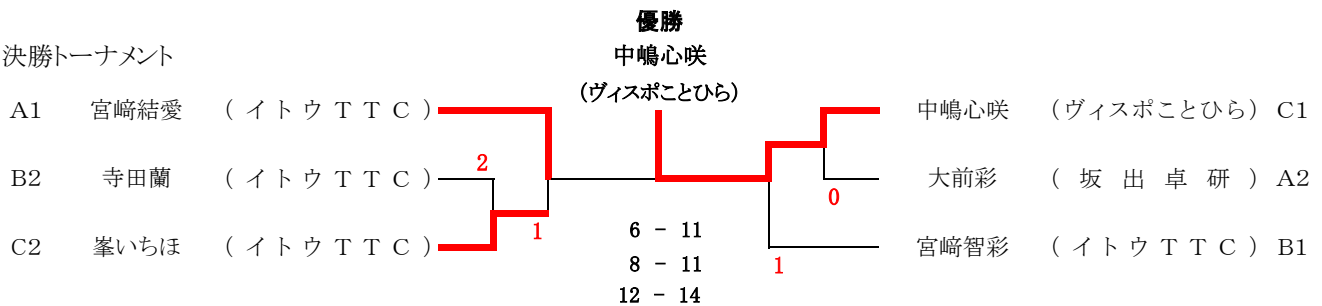 優勝
決勝トーナメント
中嶋心咲
(ヴィスポことひら)
A1 宮﨑結愛 (イトウTTC)
中嶋心咲 (ヴィスポことひら) C1
2
B2 寺田蘭 (イトウTTC)
大前彩 (坂出卓研) A2
0
1
6 - 11
C2 峯いちほ (イトウTTC)
宮﨑智彩 (イトウTTC) B1
8 - 11
1
12 - 14